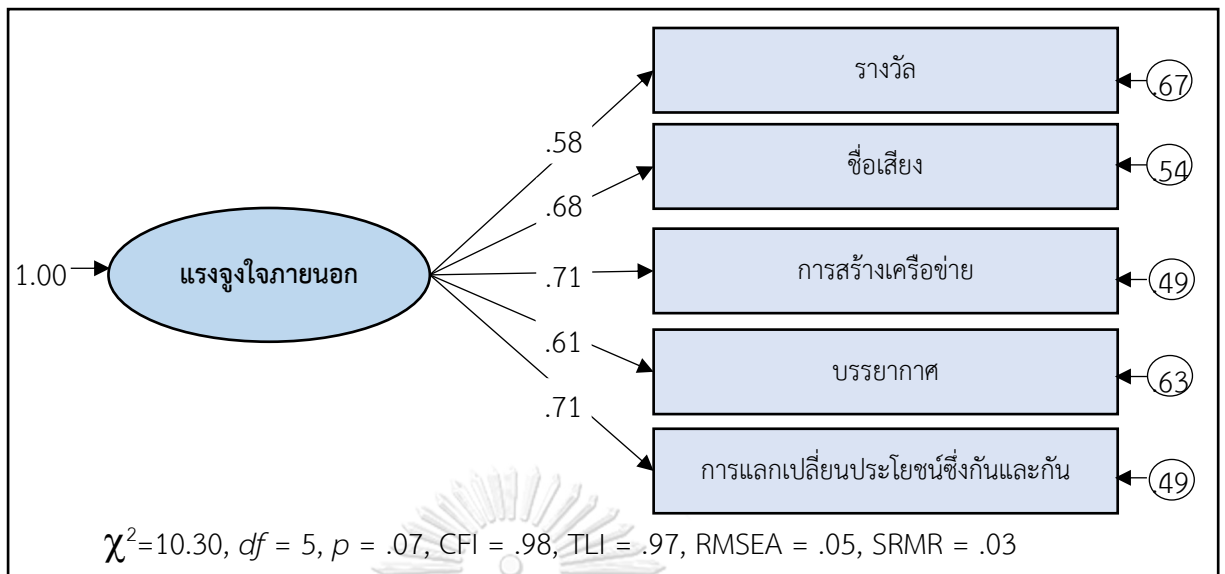 รางวัล
.67
.58
ชื่อเสียง
.54
.68
1.00
แรงจูงใจภายนอก
.71
การสร้างเครือข่าย
.49
.61
บรรยากาศ
.63
.71
การแลกเปลี่ยนประโยชน์ซึ่งกันและกัน
.49
χ²=10.30, df = 5, p = .07, CFI = .98, TLI = .97, RMSEA = .05, SRMR = .03